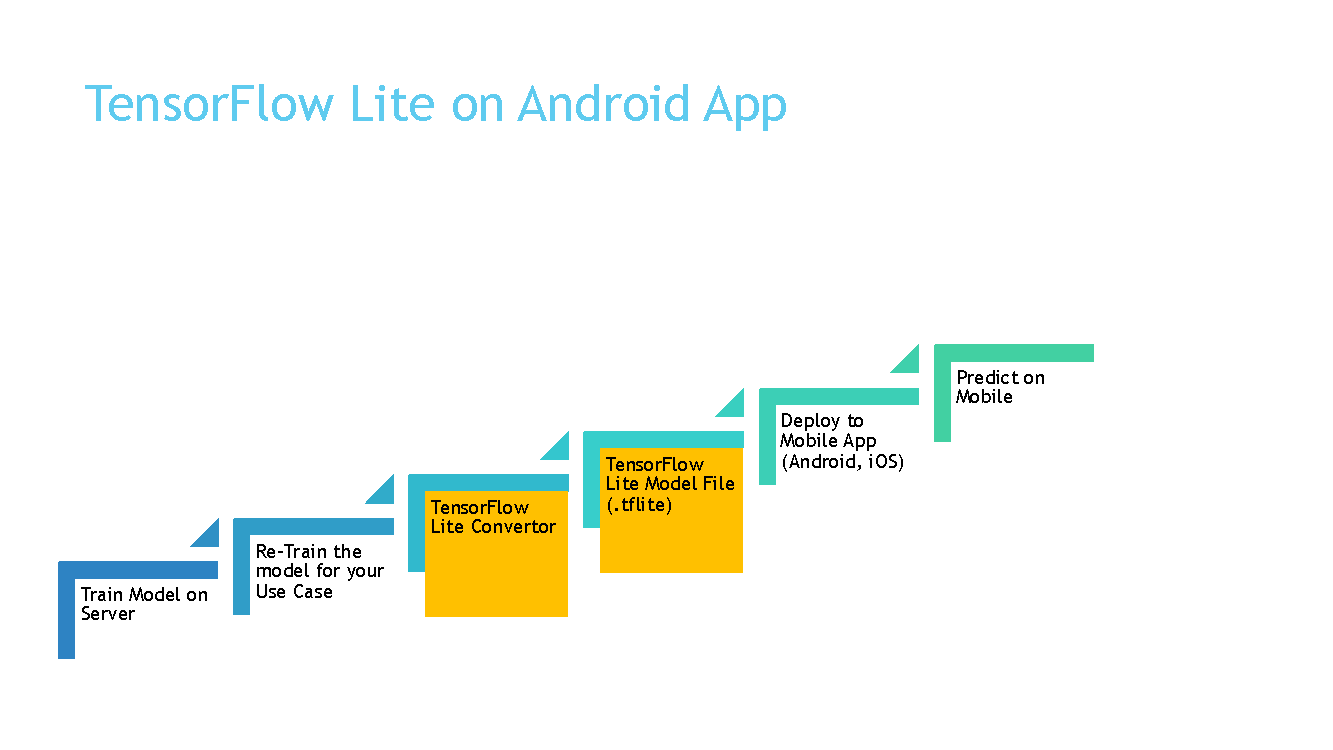 TensorFlow Lite on Android App
Train Model on
Server
Re-Train the
model for your
Use Case
TensorFlow
Lite Convertor
TensorFlow
Lite Model File
(.tflite)
Deploy to
Mobile App
(Android, iOS)
Predict on
Mobile